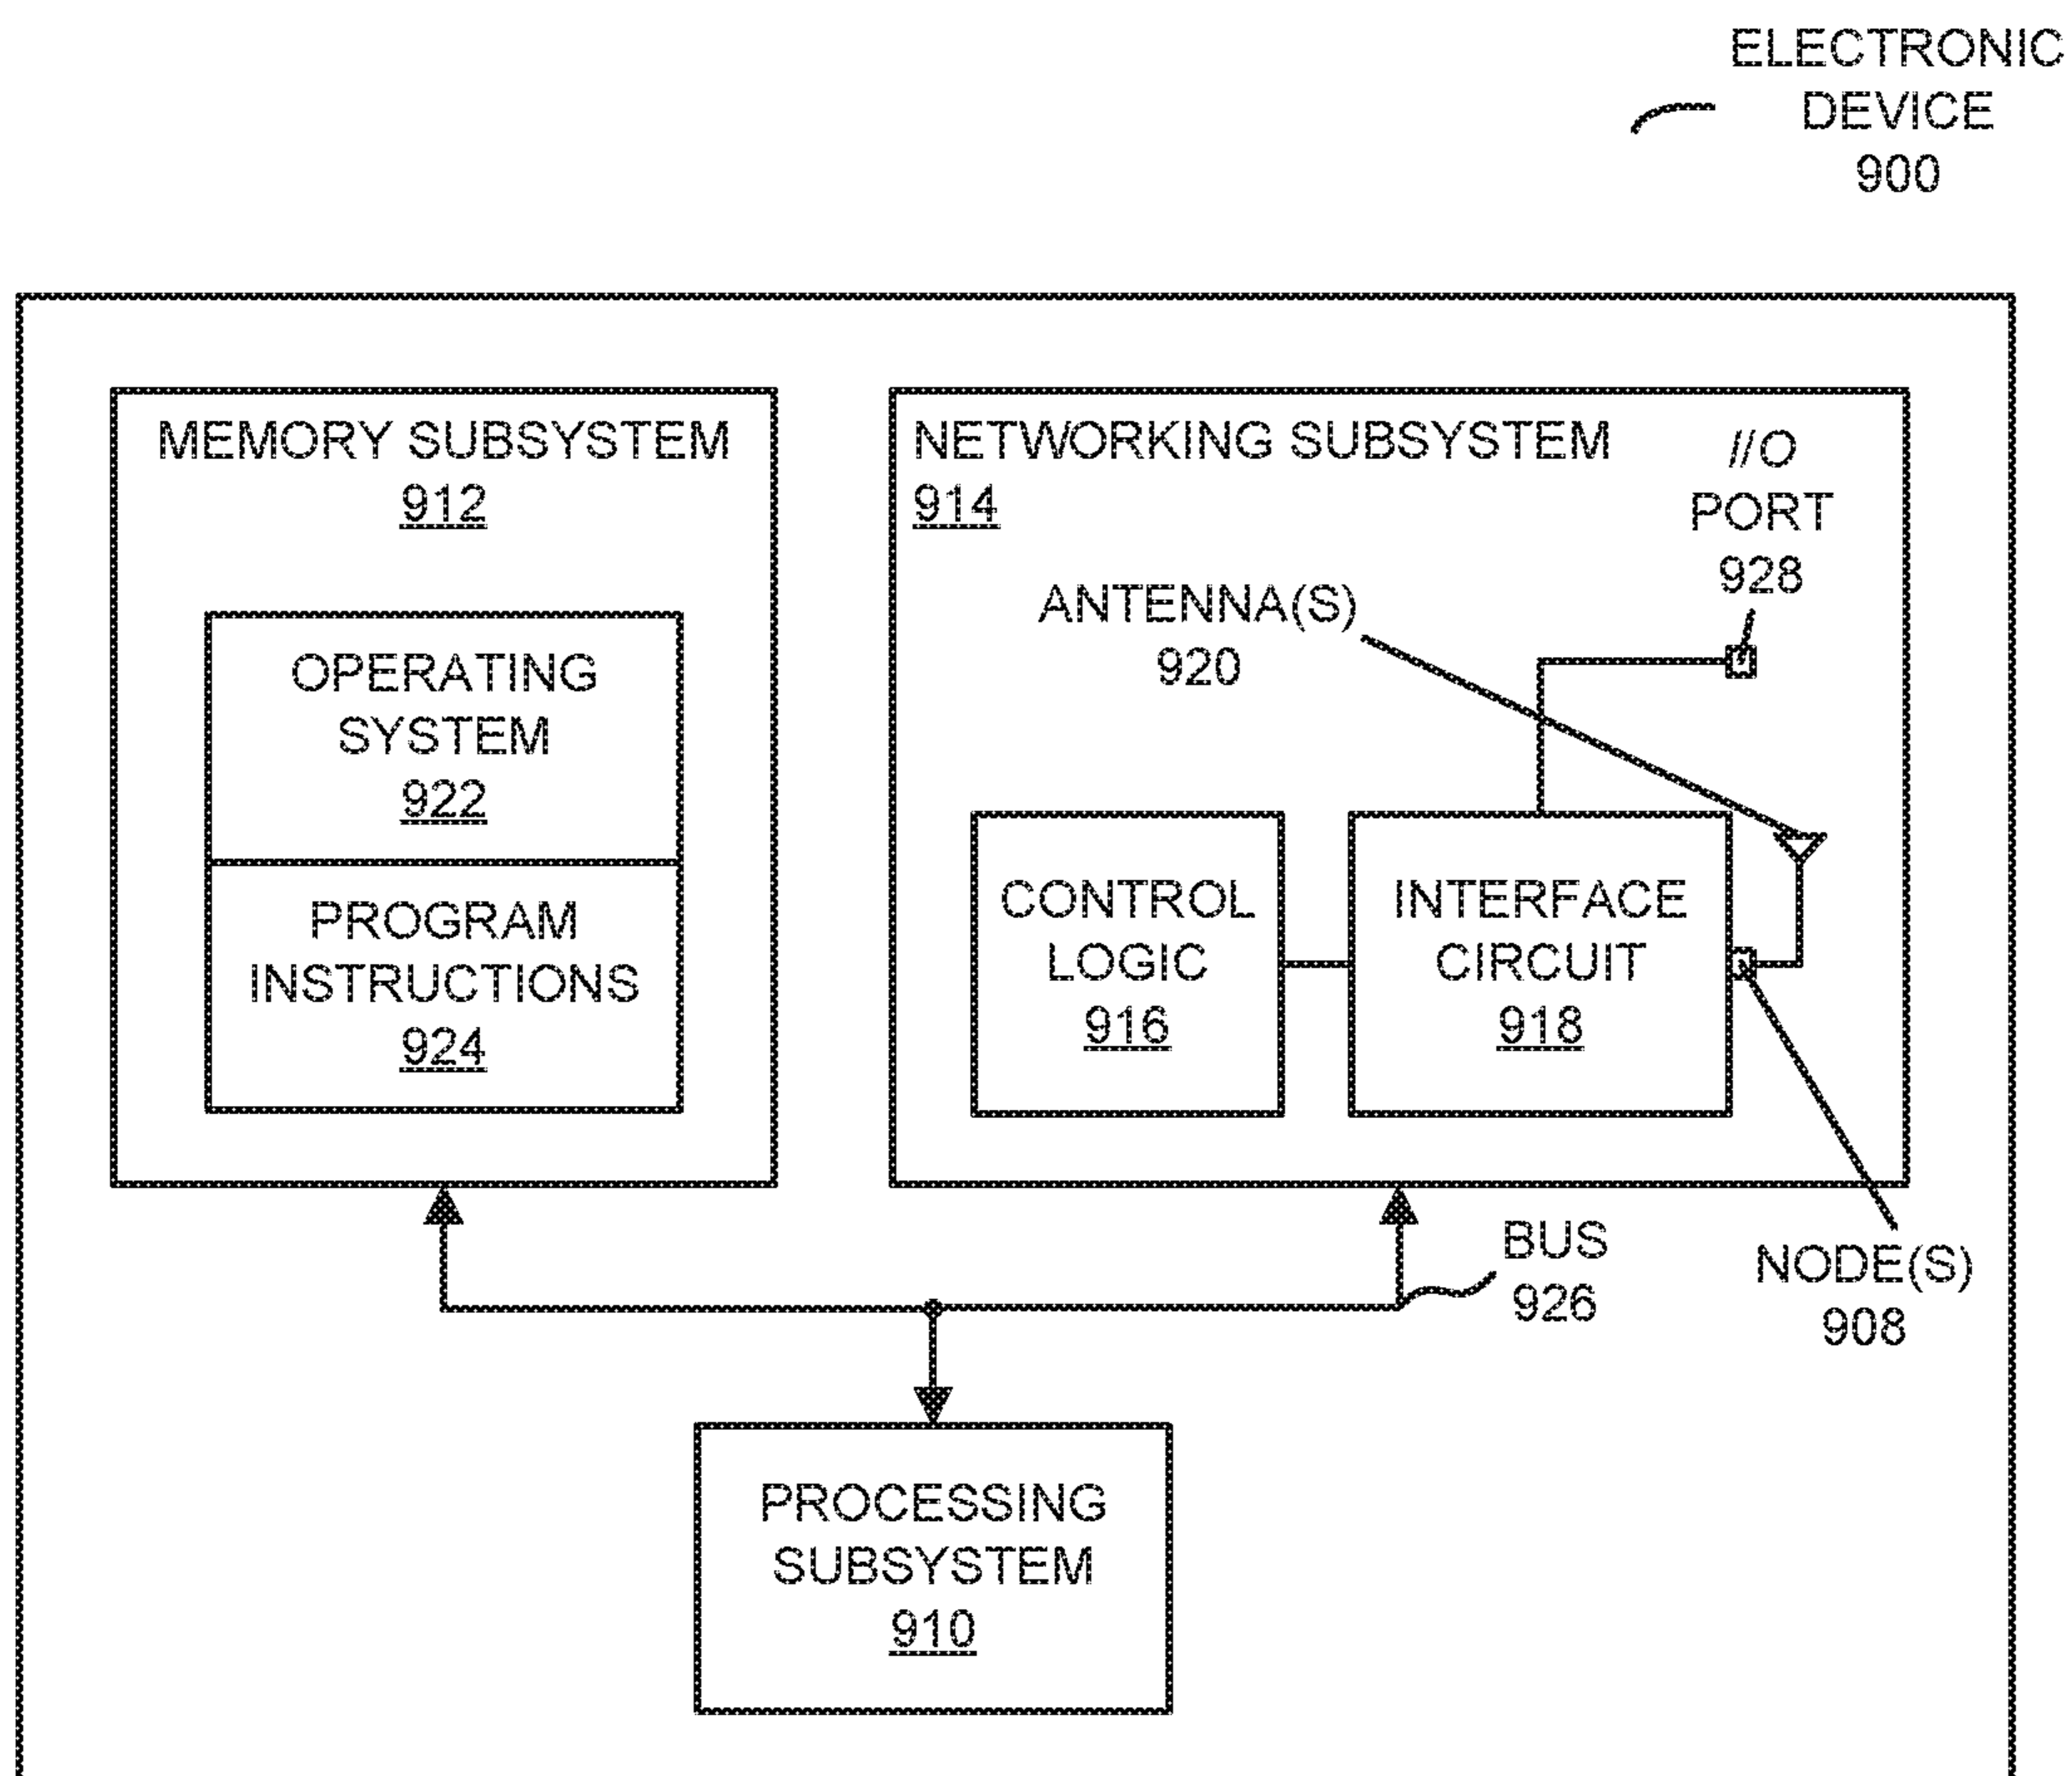 ELECTRONIC
DEVICE
900
MEMORY SUBSYSTEM
912
OPERATING
SYSTEM
922
PROGRAM
INSTRUCTIONS
924
NETWORKING SUBSYSTEM
914
I/O
PORT
928
ANTENNA(S)
920
CONTROL
LOGIC
916
INTERFACE
CIRCUIT
918
BUS
926
NODE(S)
908
PROCESSING
SUBSYSTEM
910